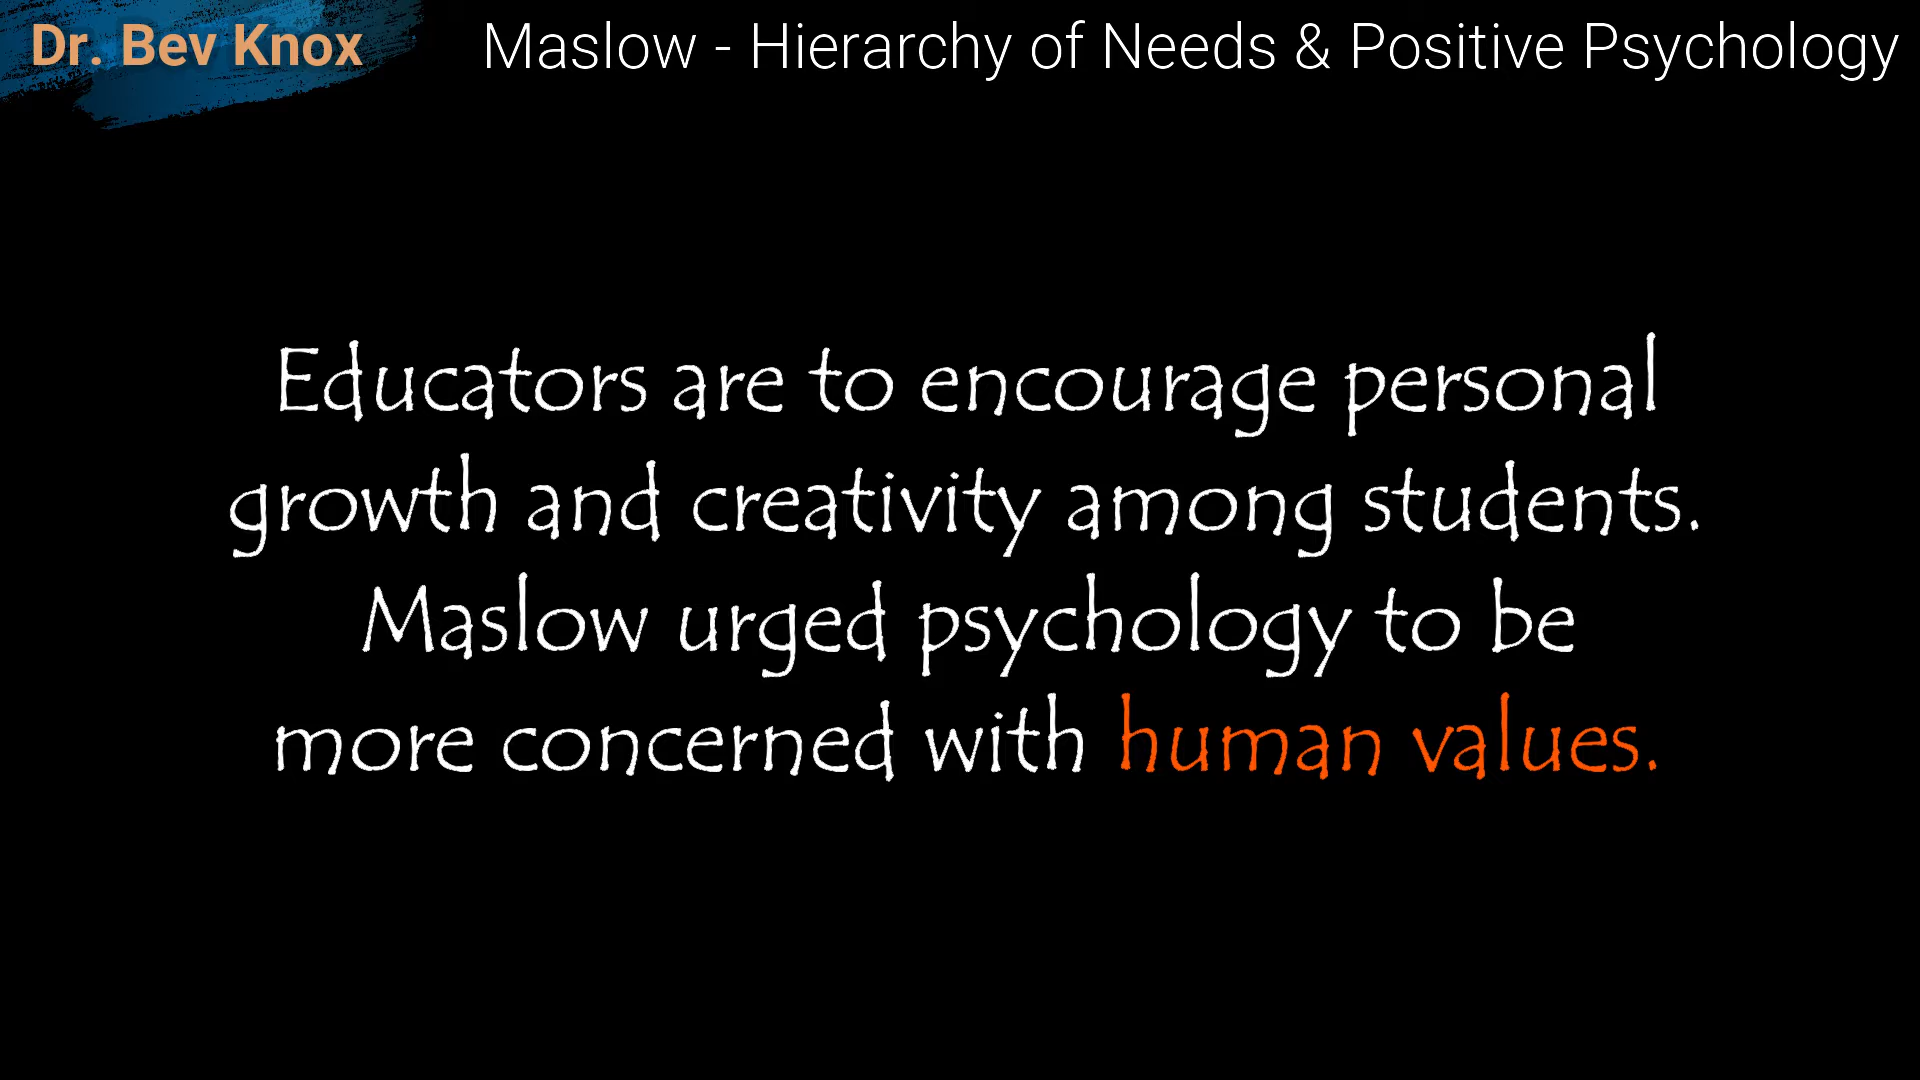 Dr. Bev Knox
Maslow - Hierarchy of Needs & Positive Psychology
Educators are to encourage personal
growth and creativity among students.
Maslow urged psychology to be
more concerned with human values.